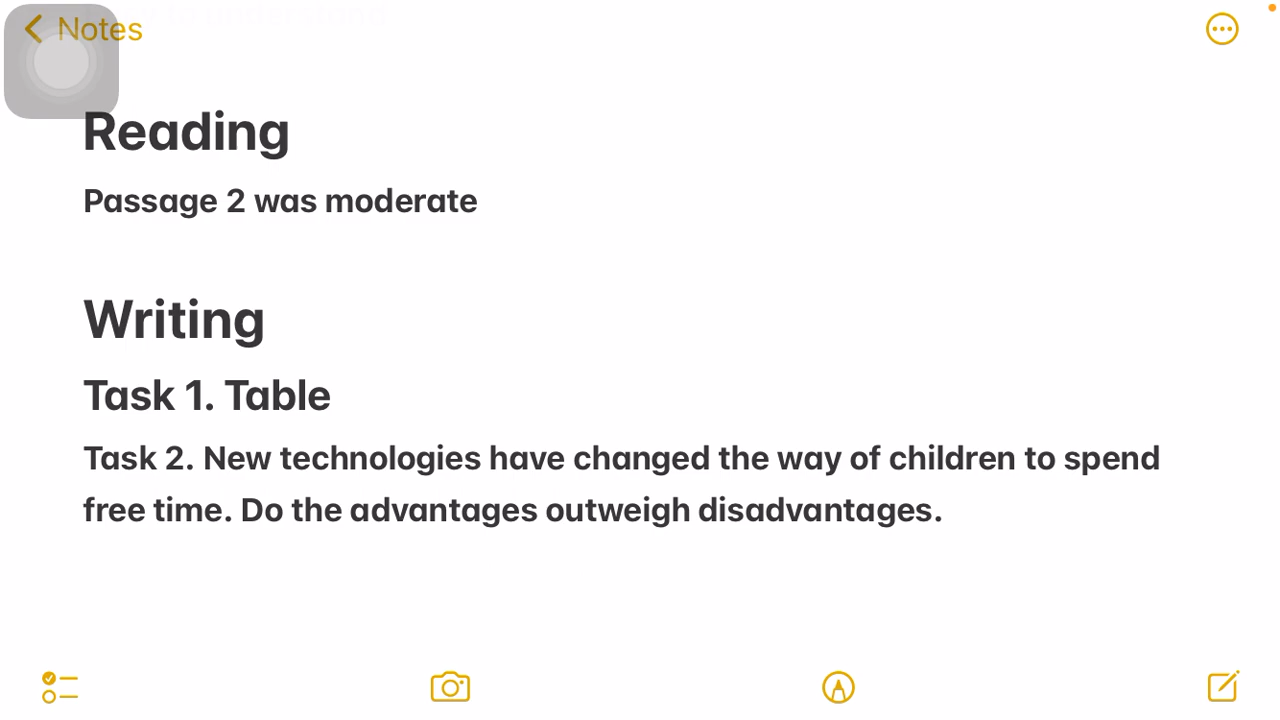 Notes
Reading
Passage 2 was moderate
Writing
Task 1. Table
Task 2. New technologies have changed the way of children to spend
free time. Do the advantages outweigh disadvantages.